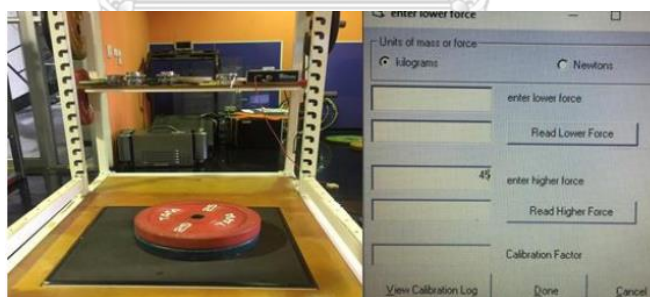 enter lower force
Units of mass or force
kilograms
Newtons
enter lower force
Read Lower Force
45
enter higher force
Read Higher Force
Calibration Factor
View Calibration Log
Done
Cancel